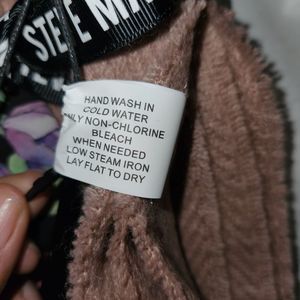 STEVE MA
HAND WASH IN
COLD WATER
ONLY NON-CHLORINE
BLEACH
WHEN NEEDED
LOW STEAM IRON
LAY FLAT TO DRY